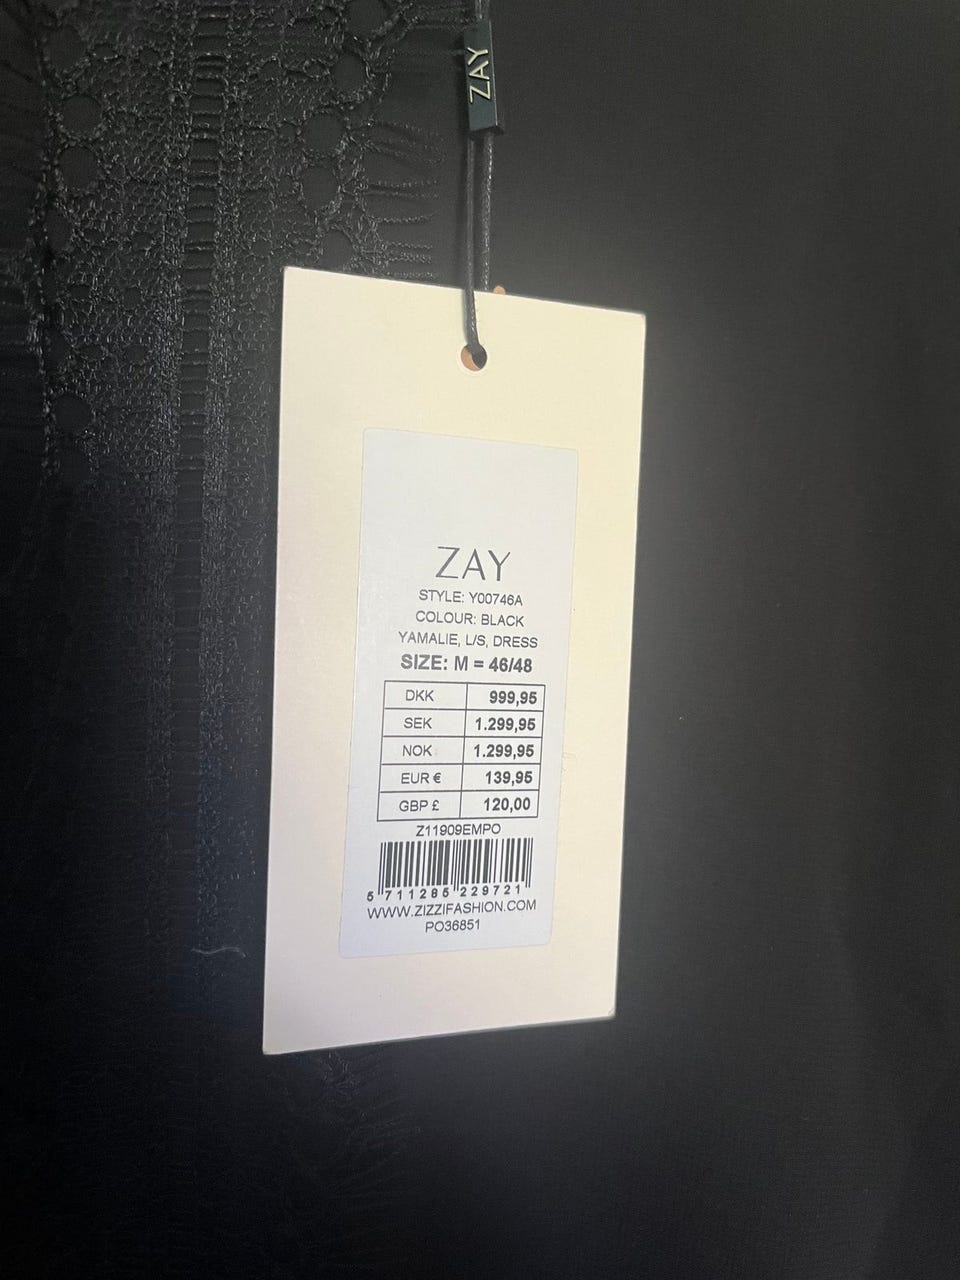 ZAY
ZAY
STYLE: Y00746A
COLOUR: BLACK
YAMALIE, L/S, DRESS
SIZE: M = 46/48
DKK 999,95
SEK 1.299,95
NOK 1.299,95
EUR € 139,95
GBP £ 120,00
Z11909EMPO
5 711285 229721
WWW.ZIZZIFASHION.COM
PO36851